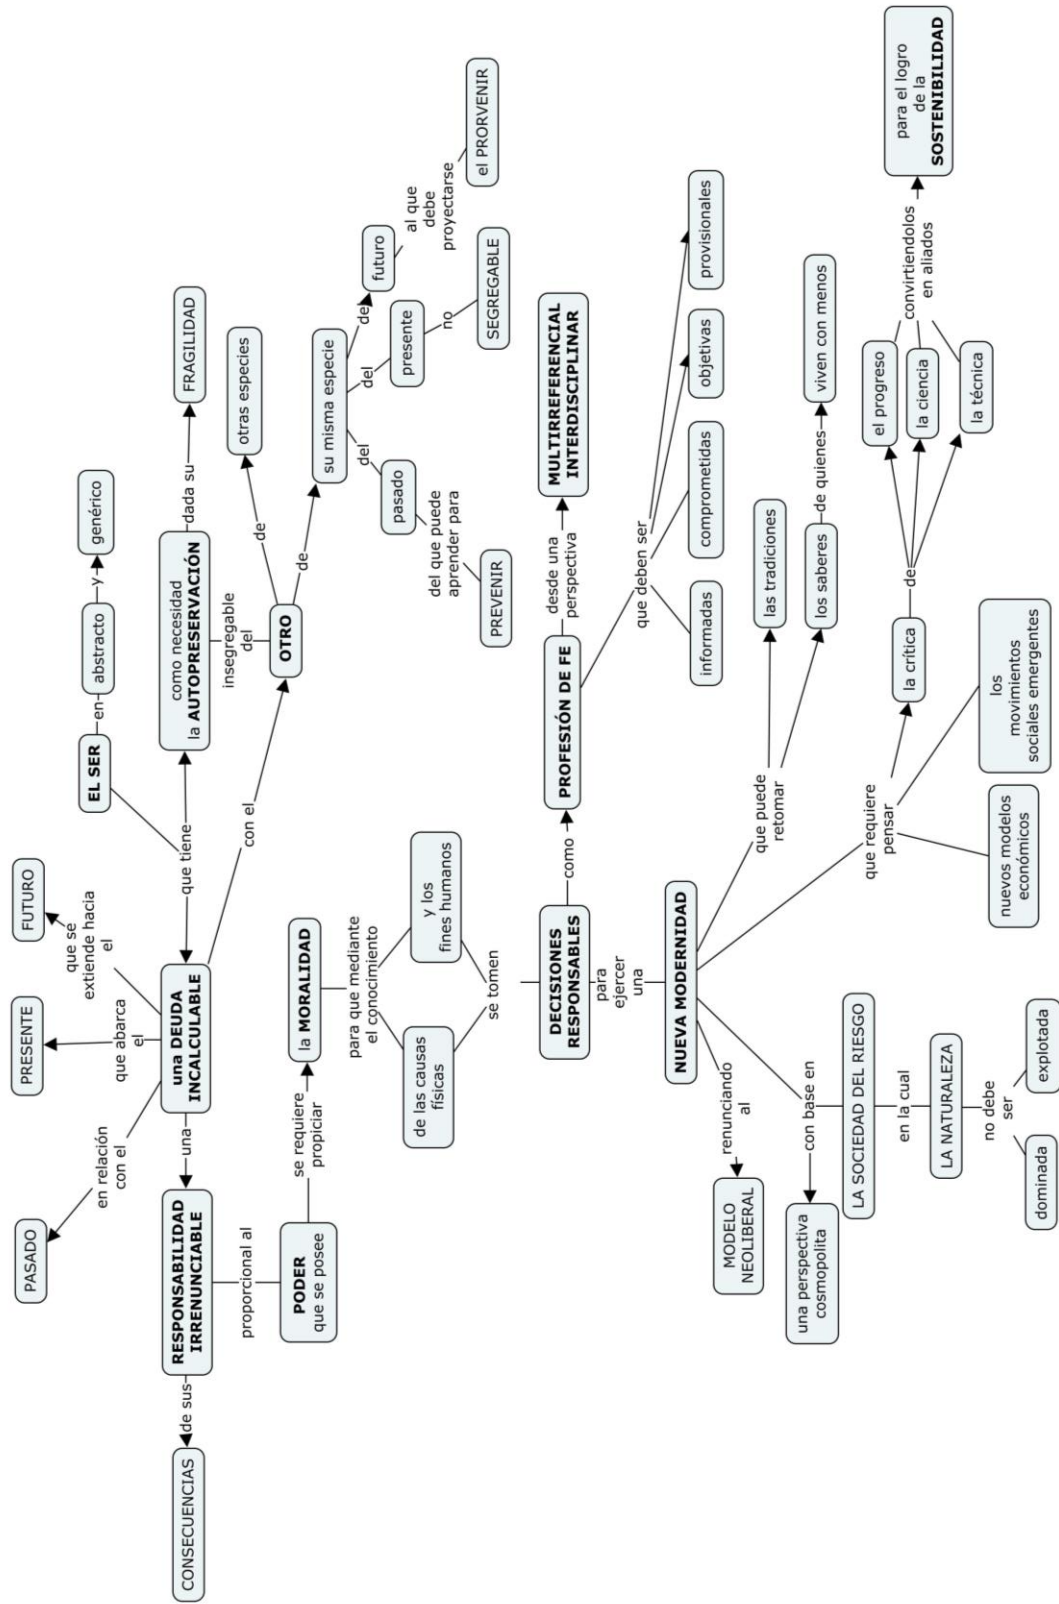 EL SER
en
abstracto
y
genérico
que tiene
como necesidad
la AUTOPRESERVACIÓN
dada su
FRAGILIDAD
insegregable
del
OTRO
de
otras especies
de
su misma especie
del
pasado
del que puede
aprender para
PREVENIR
del
presente
no
SEGREGABLE
de
futuro
al que
debe
proyectarse
el PRORVENIR
una DEUDA
INCALCULABLE
con el
en relación
con el
PASADO
que abarca
el
PRESENTE
que se
extiende hacia
el
FUTURO
una
RESPONSABILIDAD
IRRENUNCIABLE
de sus
CONSECUENCIAS
proporcional al
PODER
que se posee
se requiere
propiciar
la MORALIDAD
para que mediante
el conocimiento
de las causas
físicas
y los
fines humanos
se tomen
DECISIONES
RESPONSABLES
como
PROFESIÓN DE FE
desde una
perspectiva
MULTIRREFERENCIAL
INTERDISCIPLINAR
que deben ser
informadas
comprometidas
objetivas
provisionales
para
ejercer
una
NUEVA MODERNIDAD
renunciando
al
MODELO
NEOLIBERAL
con base en
una perspectiva
cosmopolita
LA SOCIEDAD DEL RIESGO
en la cual
LA NATURALEZA
no debe
ser
dominada
explotada
que puede
retomar
las tradiciones
los saberes
de quienes
viven con menos
que requiere
pensar
nuevos modelos
económicos
los
movimientos
sociales emergentes
la crítica
de
el progreso
la ciencia
la técnica
convirtiendolos
en aliados
para el logro
de la
SOSTENIBILIDAD